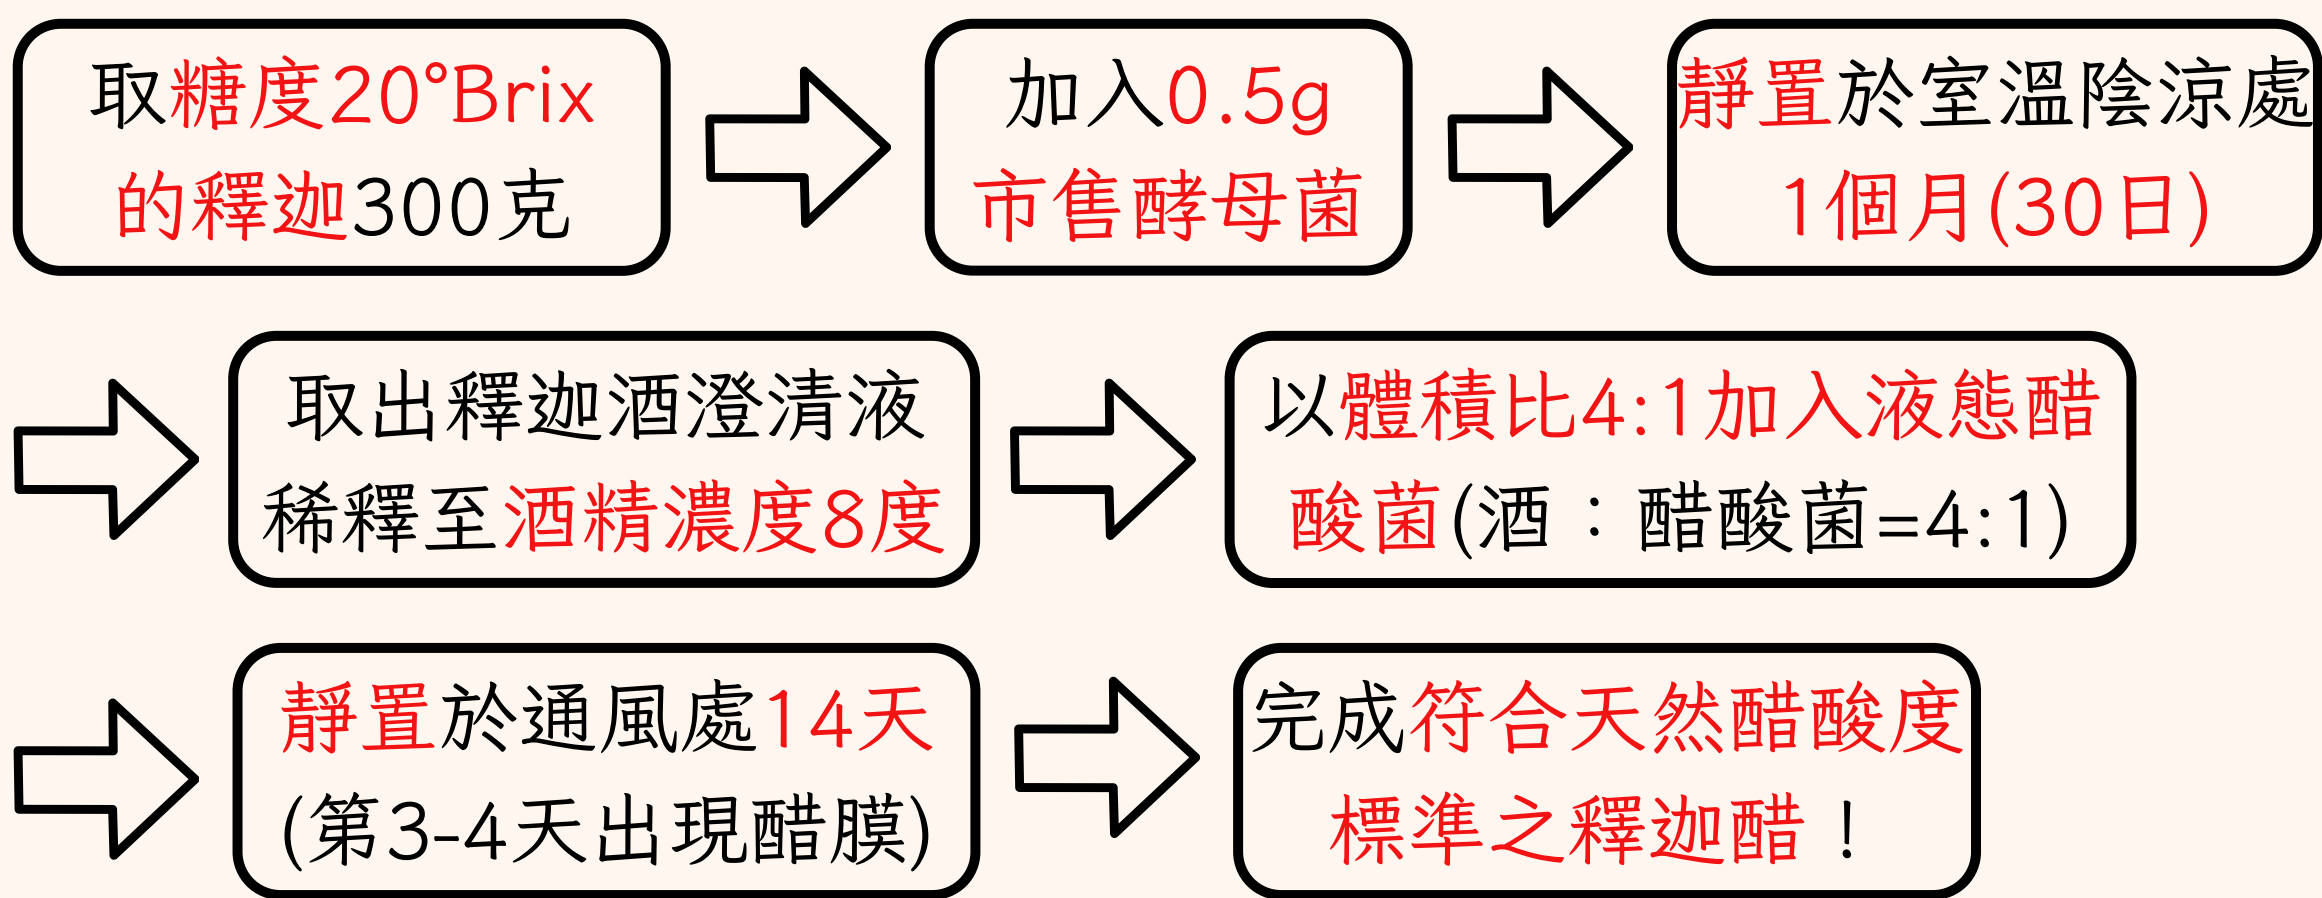 取糖度20°Brix
的釋迦300克
加入0.5g
市售酵母菌
靜置於室溫陰涼處
1個月(30日)
取出釋迦酒澄清液
稀釋至酒精濃度8度
以體積比4:1加入液態醋
酸菌(酒：醋酸菌=4:1)
靜置於通風處14天
(第3-4天出現醋膜)
完成符合天然醋酸度
標準之釋迦醋！